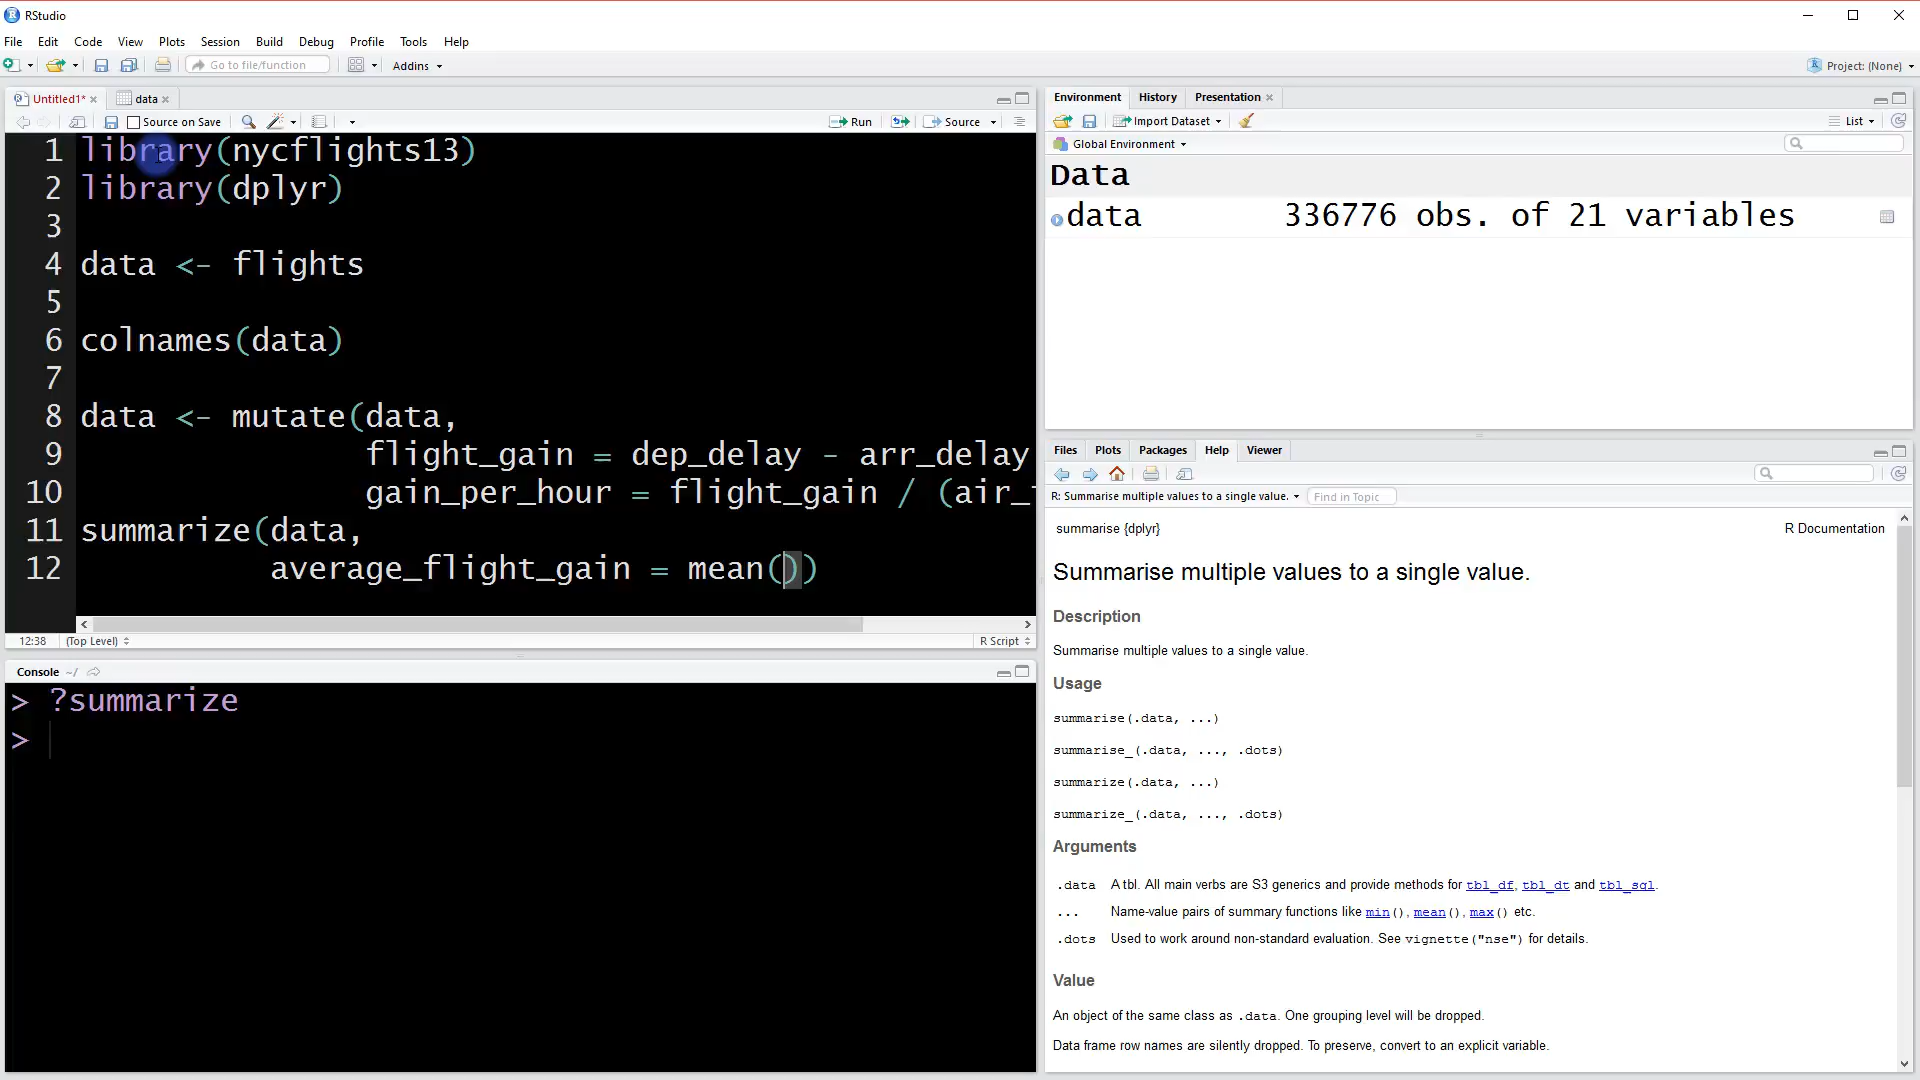 RStudio
File Edit Code View Plots Session Build Debug Profile Tools Help
Go to file/function Addins Project: (None)
Untitled1* data
Source on Save Run Source
1 library(nycflights13)
2 library(dplyr)
3
4 data <- flights
5
6 colnames(data)
7
8 data <- mutate(data,
9 flight_gain = dep_delay - arr_delay
10 gain_per_hour = flight_gain / (air_
11 summarize(data,
12 average_flight_gain = mean())
12:38 (Top Level) R Script
Console ~/
> ?summarize
>
Environment History Presentation
Import Dataset List
Global Environment
Data
data 336776 obs. of 21 variables
Files Plots Packages Help Viewer
R: Summarise multiple values to a single value. Find in Topic
summarise {dplyr} R Documentation
Summarise multiple values to a single value.
Description
Summarise multiple values to a single value.
Usage
summarise(.data, ...)
summarise_(.data, ..., .dots)
summarize(.data, ...)
summarize_(.data, ..., .dots)
Arguments
.data A tbl. All main verbs are S3 generics and provide methods for tbl_df, tbl_dt and tbl_sql.
... Name-value pairs of summary functions like min(), mean(), max() etc.
.dots Used to work around non-standard evaluation. See vignette("nse") for details.
Value
An object of the same class as .data. One grouping level will be dropped.
Data frame row names are silently dropped. To preserve, convert to an explicit variable.